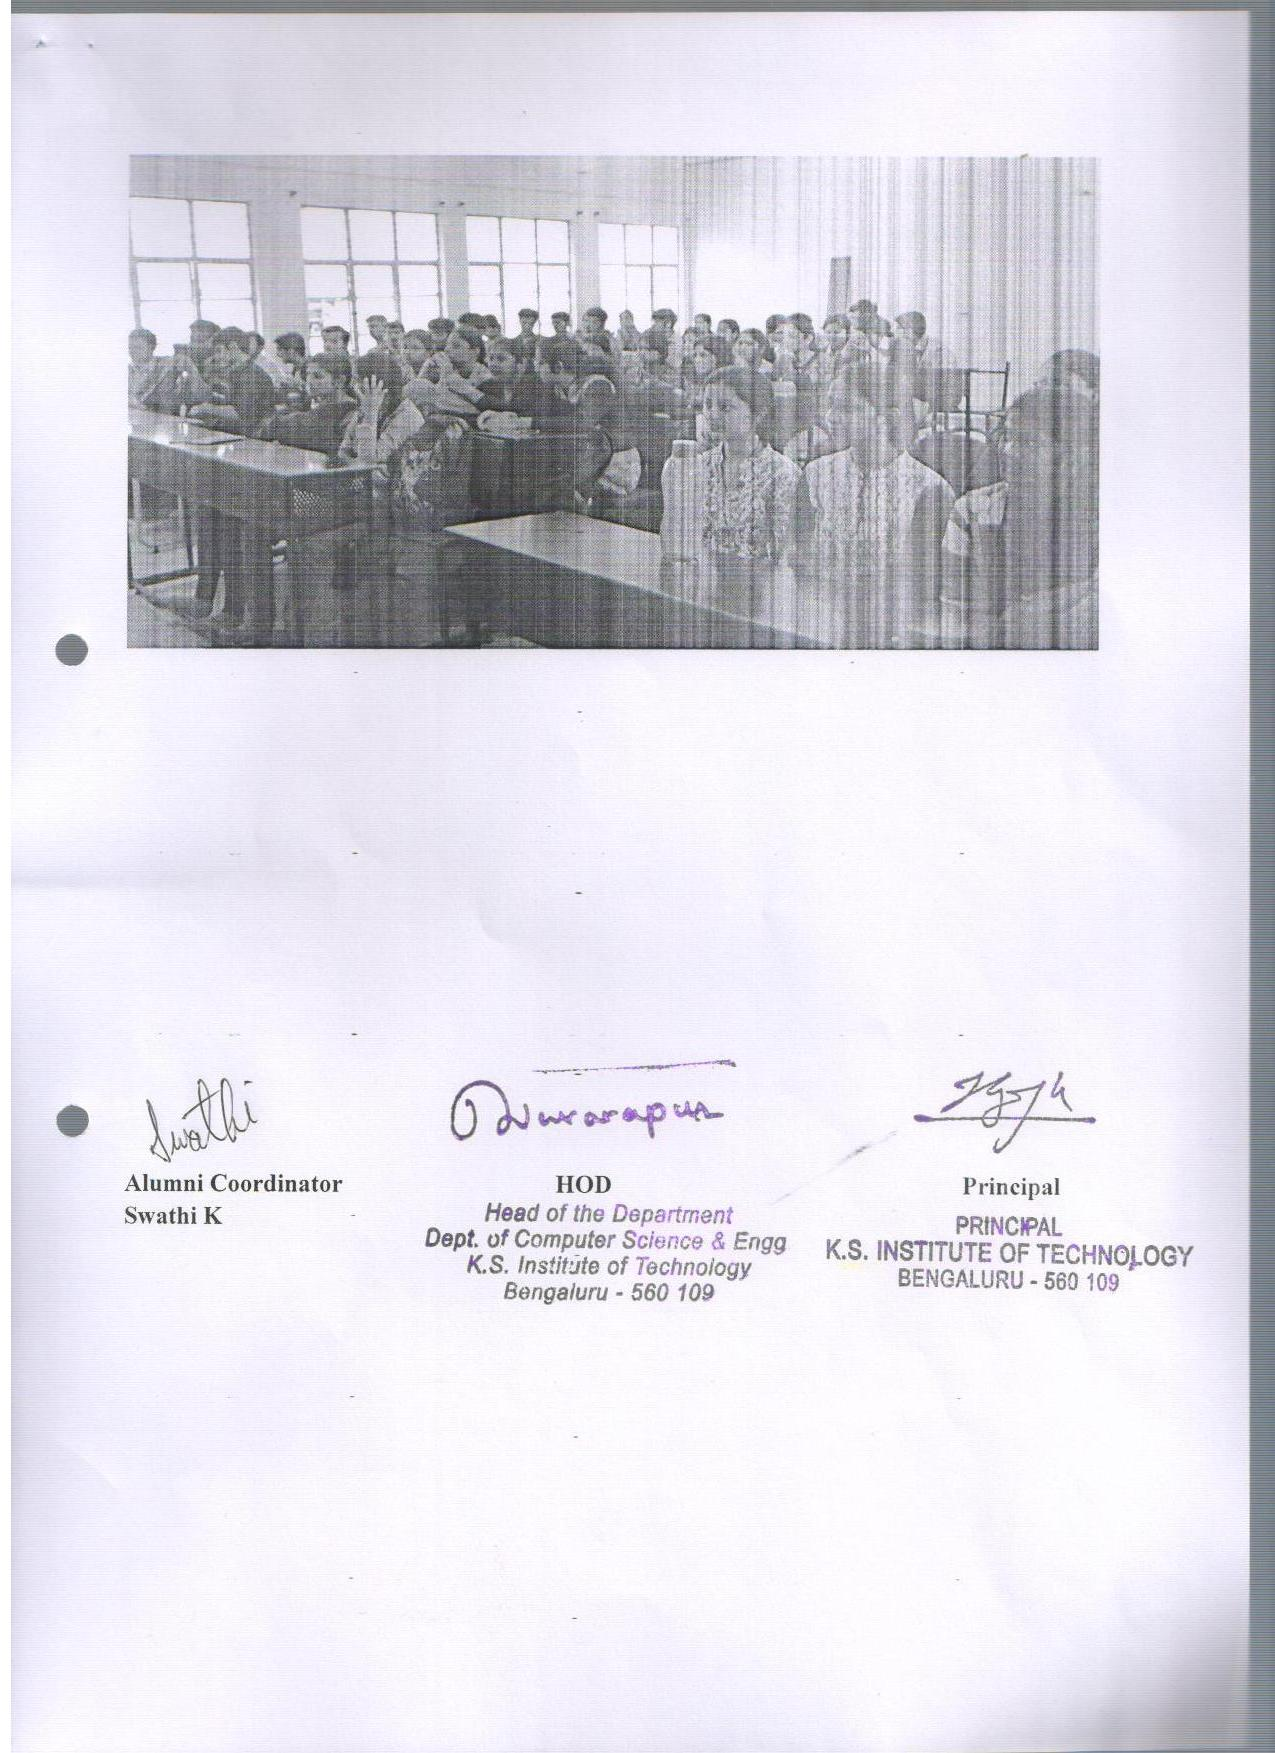 Swathi
Alumni Coordinator
Swathi K
HOD
Head of the Department
Dept. of Computer Science & Engg
K.S. Institute of Technology
Bengaluru - 560 109
Principal
PRINCIPAL
K.S. INSTITUTE OF TECHNOLOGY
BENGALURU - 560 109